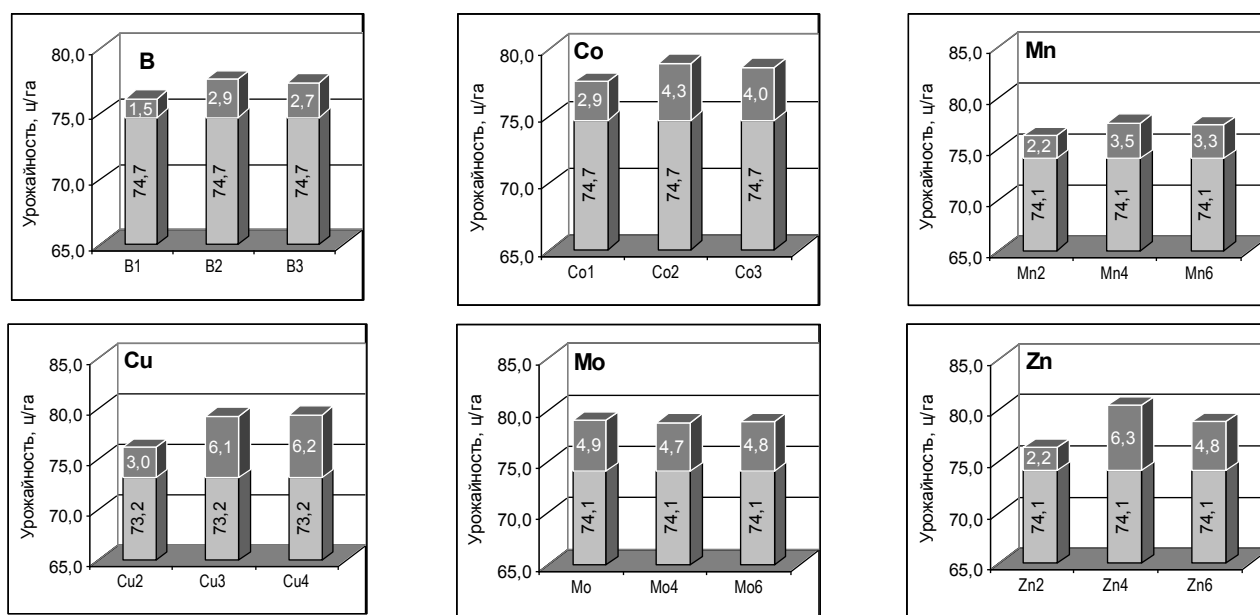 B
Урожайность, ц/га
80,0
75,0
70,0
65,0
1,5
2,9
2,7
74,7
74,7
74,7
B1
B2
B3
Co
Урожайность, ц/га
80,0
75,0
70,0
65,0
2,9
4,3
4,0
74,7
74,7
74,7
Co1
Co2
Co3
Mn
Урожайность, ц/га
85,0
80,0
75,0
70,0
65,0
2,2
3,5
3,3
74,1
74,1
74,1
Mn2
Mn4
Mn6
Cu
Урожайность, ц/га
85,0
80,0
75,0
70,0
65,0
3,0
6,1
6,2
73,2
73,2
73,2
Cu2
Cu3
Cu4
Mo
Урожайность, ц/га
85,0
80,0
75,0
70,0
65,0
4,9
4,7
4,8
74,1
74,1
74,1
Mo
Mo4
Mo6
Zn
Урожайность, ц/га
85,0
80,0
75,0
70,0
65,0
2,2
6,3
4,8
74,1
74,1
74,1
Zn2
Zn4
Zn6